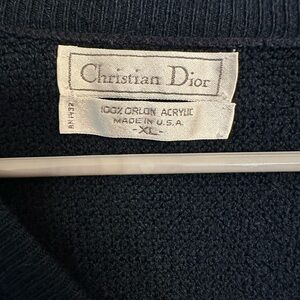 Christian Dior
100% ORLON ACRYLIC
MADE IN U.S.A.
-XL-